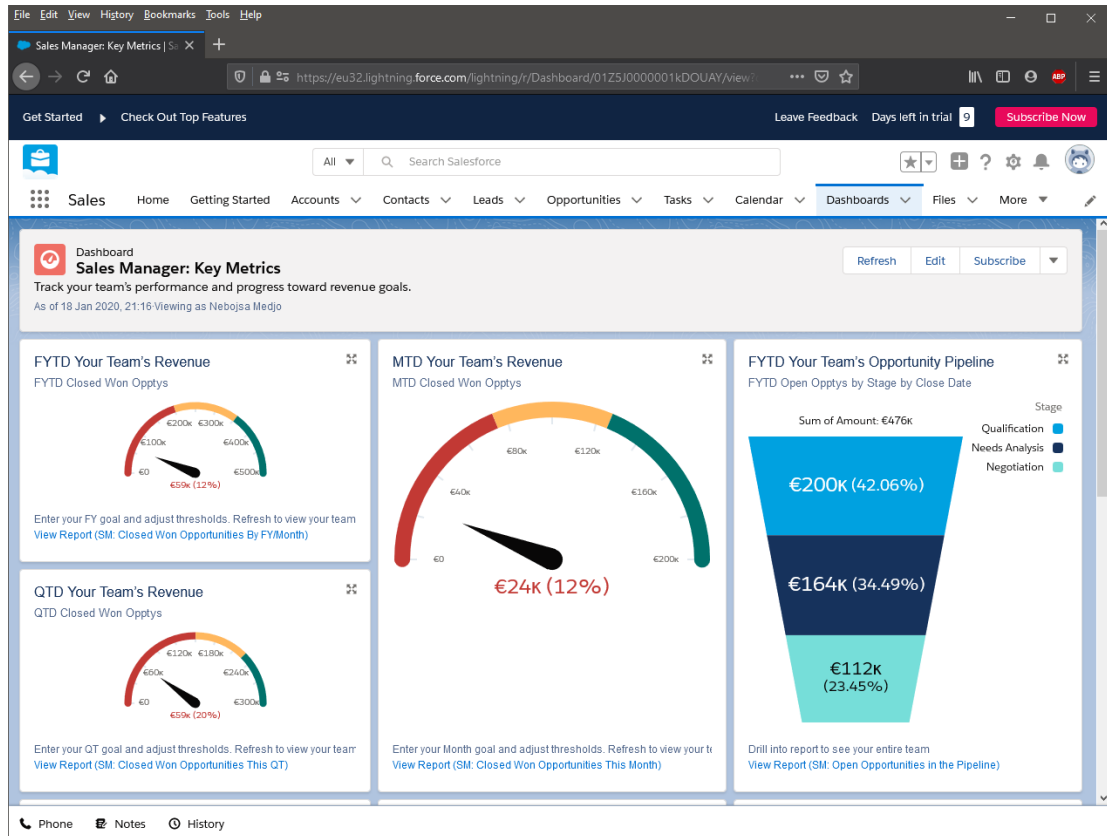 File Edit View History Bookmarks Tools Help
Sales Manager: Key Metrics | Sa
https://eu32.lightning.force.com/lightning/r/Dashboard/01Z5J0000001kDOUAY/view?
ABP
Get Started Check Out Top Features Leave Feedback Days left in trial 9 Subscribe Now
All Search Salesforce
Sales Home Getting Started Accounts Contacts Leads Opportunities Tasks Calendar Dashboards Files More
Dashboard
Sales Manager: Key Metrics
Track your team's performance and progress toward revenue goals.
As of 18 Jan 2020, 21:16·Viewing as Nebojsa Medjo
Refresh Edit Subscribe
FYTD Your Team's Revenue
FYTD Closed Won Opptys
€0
€100K
€200K
€300K
€400K
€500K
€59K (12%)
Enter your FY goal and adjust thresholds. Refresh to view your team
View Report (SM: Closed Won Opportunities By FY/Month)
QTD Your Team's Revenue
QTD Closed Won Opptys
€0
€60K
€120K
€180K
€240K
€300K
€59K (20%)
Enter your QT goal and adjust thresholds. Refresh to view your team
View Report (SM: Closed Won Opportunities This QT)
MTD Your Team's Revenue
MTD Closed Won Opptys
€0
€40K
€80K
€120K
€160K
€200K
€24K (12%)
Enter your Month goal and adjust thresholds. Refresh to view your te
View Report (SM: Closed Won Opportunities This Month)
FYTD Your Team's Opportunity Pipeline
FYTD Open Opptys by Stage by Close Date
Sum of Amount: €476K
Stage
Qualification
Needs Analysis
Negotiation
€200K (42.06%)
€164K (34.49%)
€112K
(23.45%)
Drill into report to see your entire team
View Report (SM: Open Opportunities in the Pipeline)
Phone Notes History